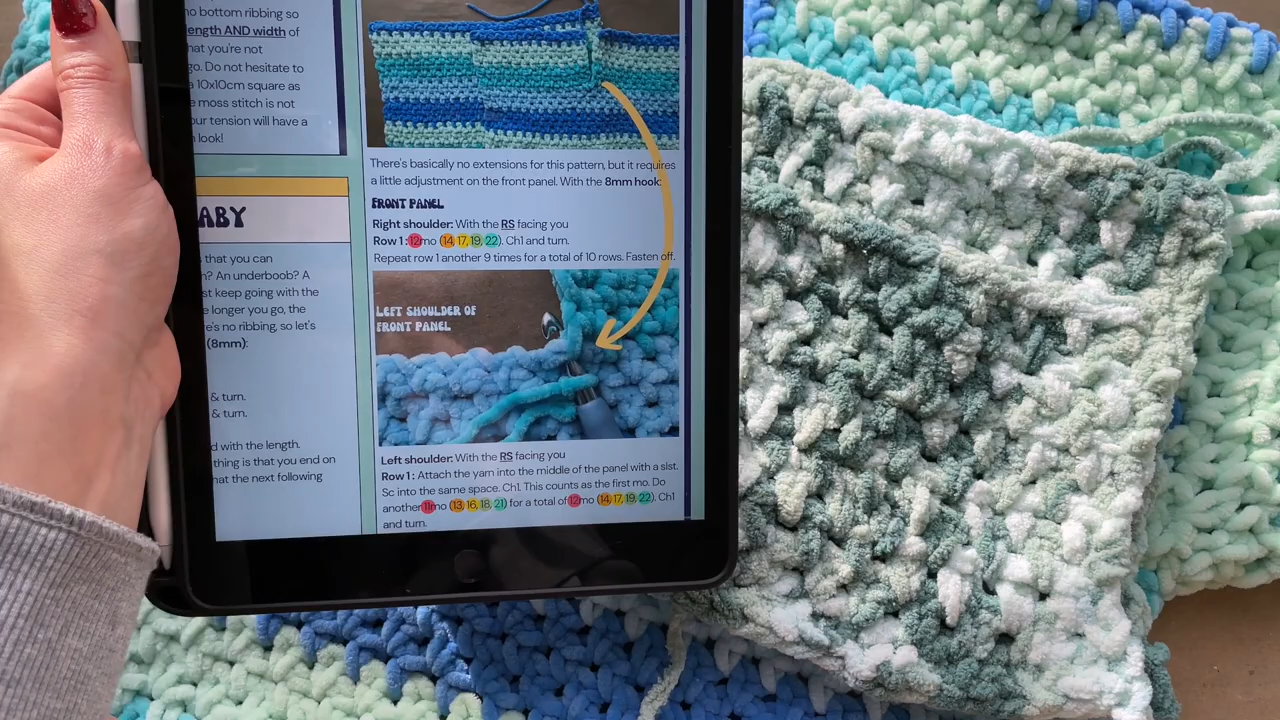 no bottom ribbing so
length AND width of
hat you're not
go. Do not hesitate to
a 10x10cm square as
e moss stitch is not
our tension will have a
n look!
ABY
s that you can
n? An underboob? A
st keep going with the
e longer you go, the
e's no ribbing, so let's
(8mm):
& turn.
& turn.
d with the length.
thing is that you end on
hat the next following
There's basically no extensions for this pattern, but it requires
a little adjustment on the front panel. With the 8mm hook:
FRONT PANEL
Right shoulder: With the RS facing you
Row 1: 12mo (14, 17, 19, 22). Ch1 and turn.
Repeat row 1 another 9 times for a total of 10 rows. Fasten off.
LEFT SHOULDER OF
FRONT PANEL
Left shoulder: With the RS facing you
Row 1: Attach the yarn into the middle of the panel with a slst.
Sc into the same space. Ch1. This counts as the first mo. Do
another 11mo (13, 16, 18, 21) for a total of 12mo (14, 17, 19, 22). Ch1
and turn.